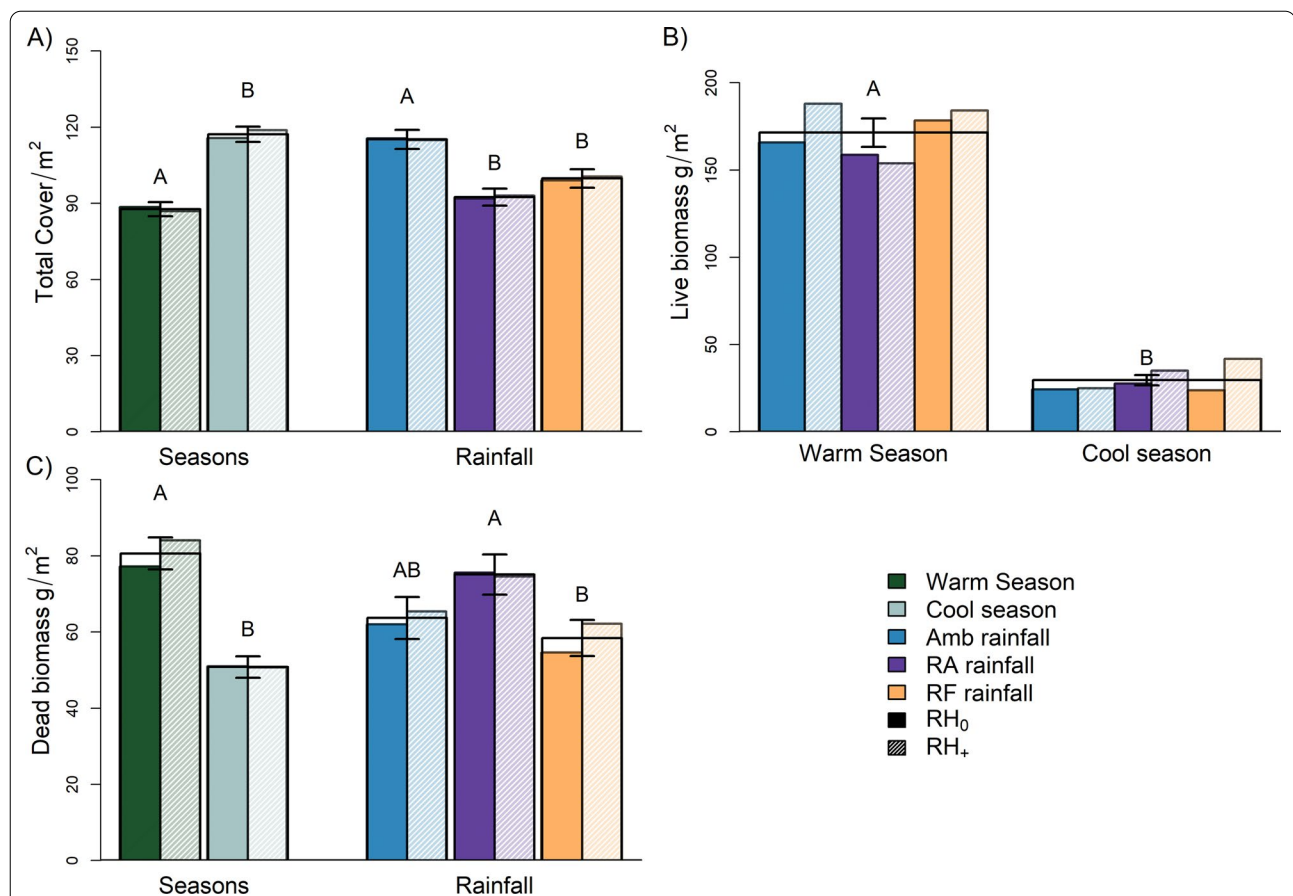 A)
Total Cover/m²
150
120
90
60
30
0
A
B
A
B
B
Seasons
Rainfall
B)
Live biomass g/m²
200
150
100
50
0
A
B
Warm Season
Cool season
C)
Dead biomass g/m²
100
80
60
40
20
0
A
B
AB
A
B
Seasons
Rainfall
Warm Season
Cool season
Amb rainfall
RA rainfall
RF rainfall
RH₀
RH₊